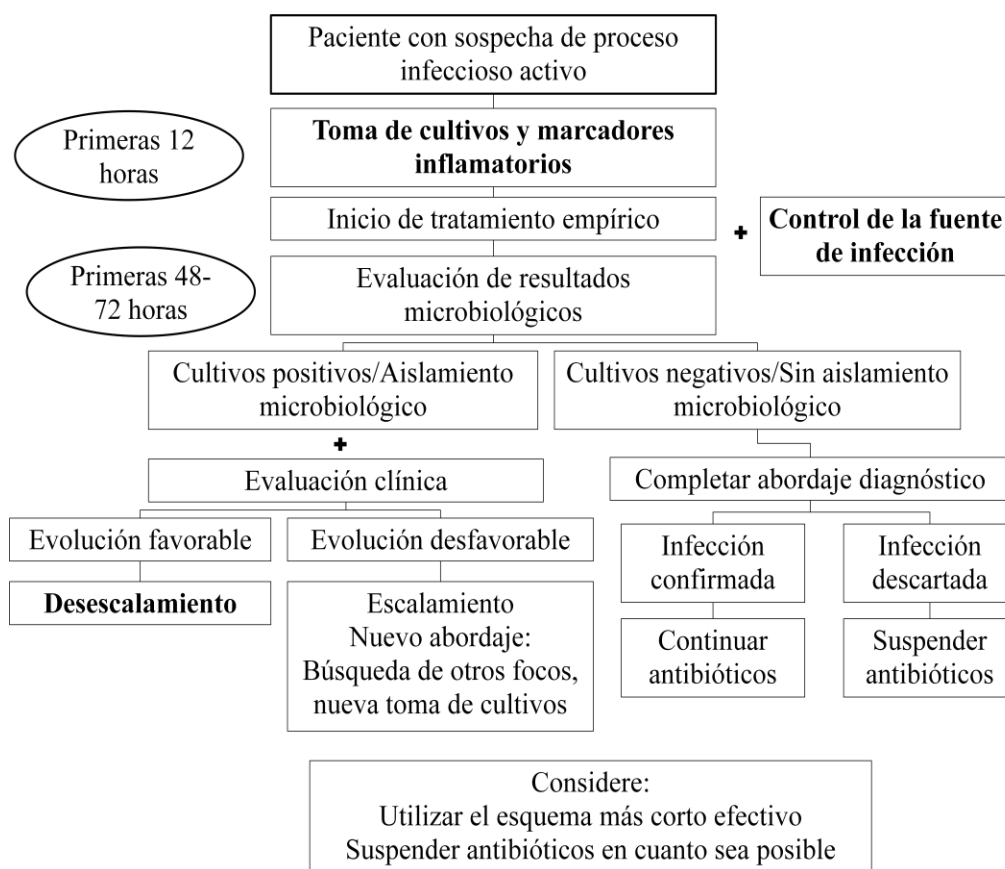 Paciente con sospecha de proceso
infeccioso activo
Primeras 12
horas
Toma de cultivos y marcadores
inflamatorios
Inicio de tratamiento empírico
+
Control de la fuente
de infección
Primeras 48-
72 horas
Evaluación de resultados
microbiológicos
Cultivos positivos/Aislamiento
microbiológico
Cultivos negativos/Sin aislamiento
microbiológico
+
Evaluación clínica
Completar abordaje diagnóstico
Evolución favorable
Evolución desfavorable
Infección
confirmada
Infección
descartada
Desescalamiento
Escalamiento
Nuevo abordaje:
Búsqueda de otros focos,
nueva toma de cultivos
Continuar
antibióticos
Suspender
antibióticos
Considere:
Utilizar el esquema más corto efectivo
Suspender antibióticos en cuanto sea posible